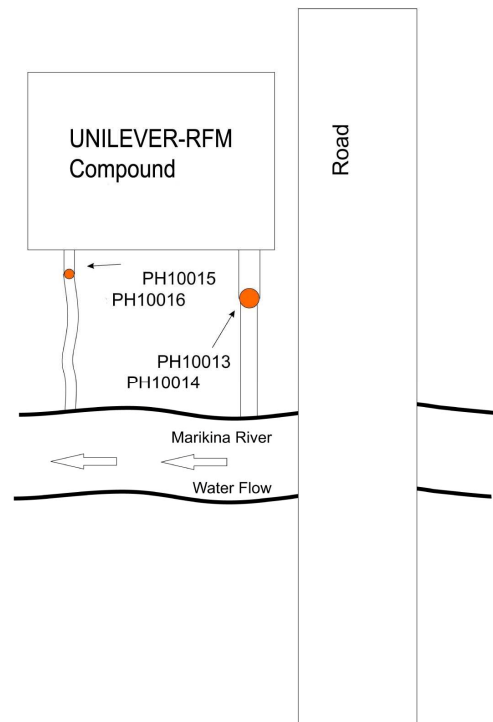 UNILEVER-RFM
Compound
Road
PH10015
PH10016
PH10013
PH10014
Marikina River
Water Flow